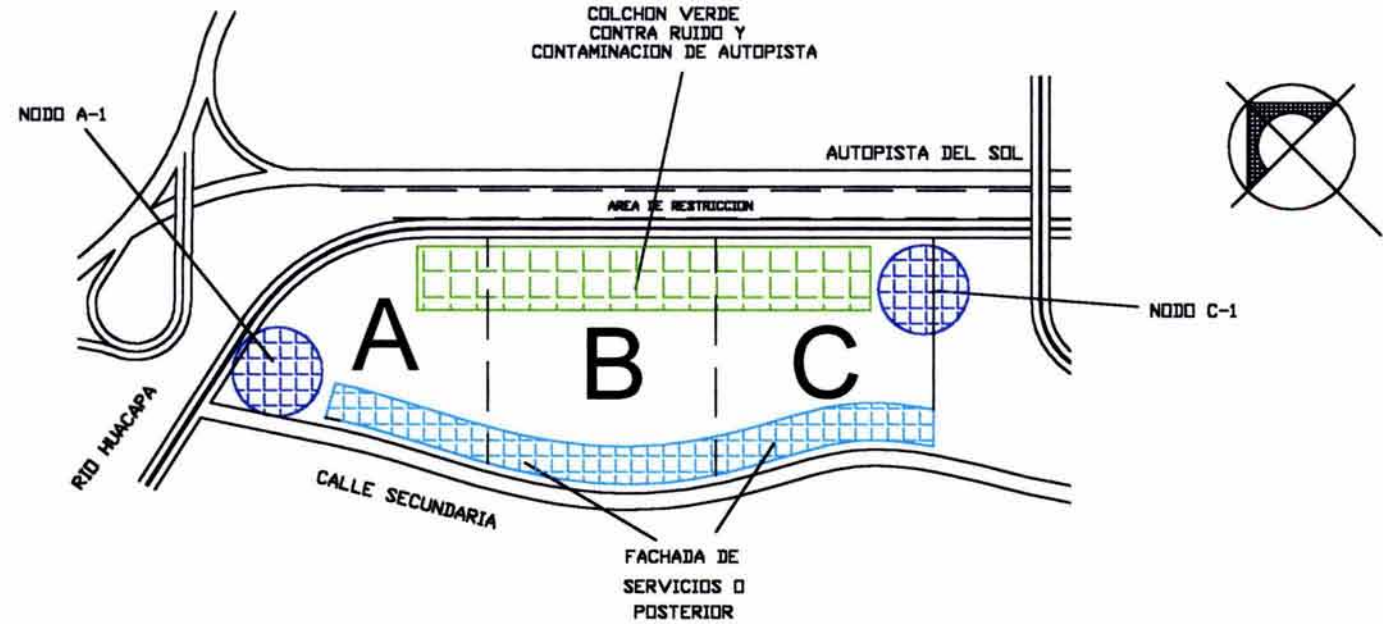 COLCHON VERDE
CONTRA RUIDO Y
CONTAMINACION DE AUTOPISTA
NODO A-1
AUTOPISTA DEL SOL
AREA DE RESTRICCION
NODO C-1
A
B
C
RIO HUACAPA
CALLE SECUNDARIA
FACHADA DE
SERVICIOS O
POSTERIOR